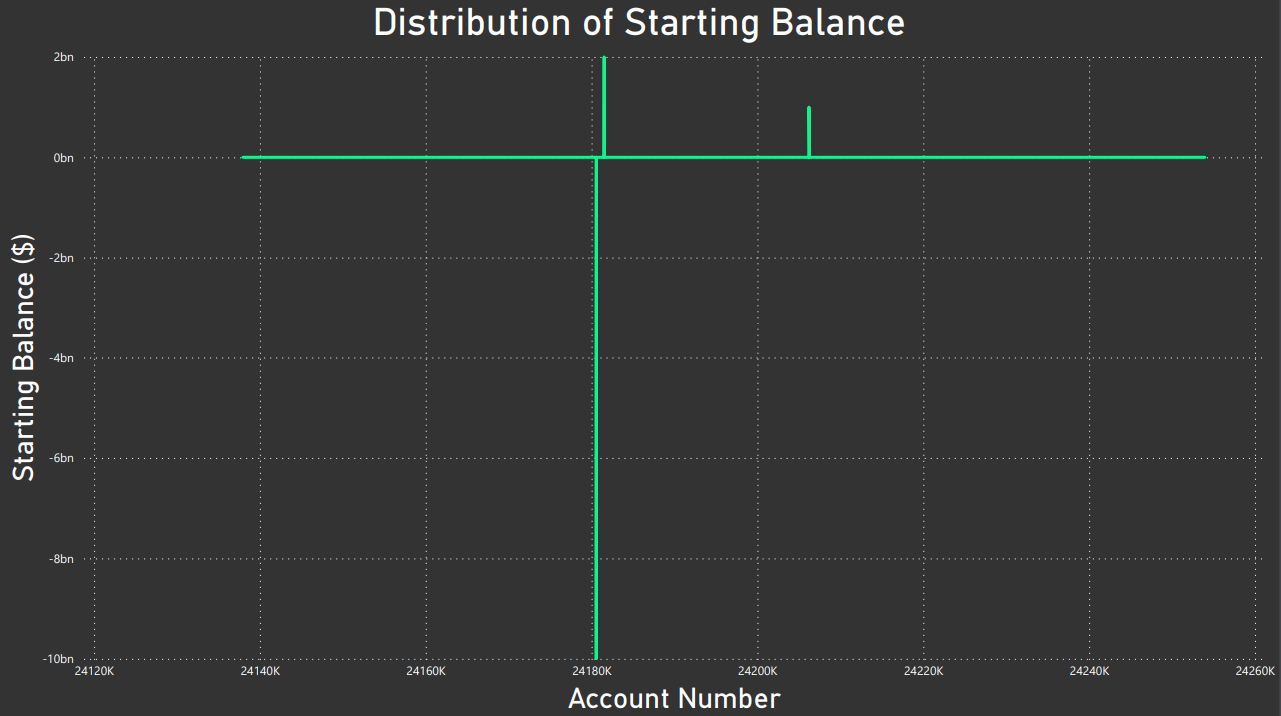 Distribution of Starting Balance
2bn
0bn
-2bn
-4bn
-6bn
-8bn
-10bn
Starting Balance ($)
24120K 24140K 24160K 24180K 24200K 24220K 24240K 24260K
Account Number